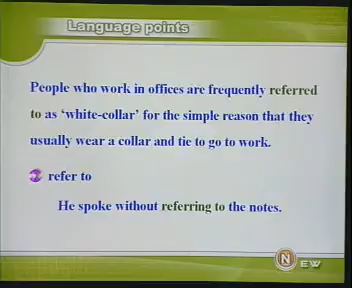 Language points
People who work in offices are frequently referred
to as ‘white-collar’ for the simple reason that they
usually wear a collar and tie to go to work.
refer to
He spoke without referring to the notes.
N EW